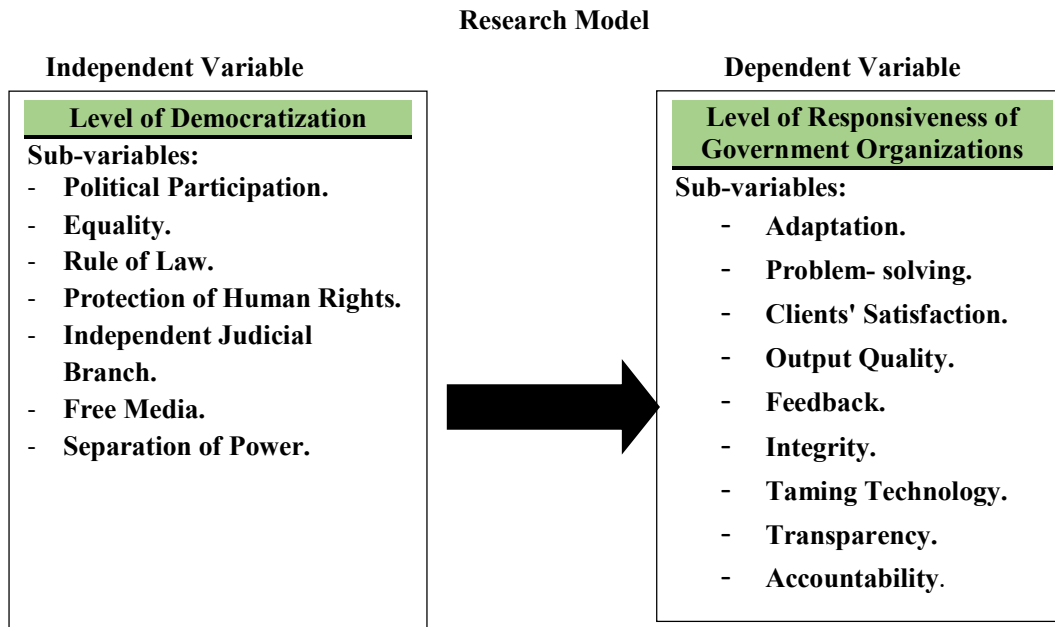 Research Model
Independent Variable
Level of Democratization
Sub-variables:
- Political Participation.
- Equality.
- Rule of Law.
- Protection of Human Rights.
- Independent Judicial
Branch.
- Free Media.
- Separation of Power.
Dependent Variable
Level of Responsiveness of
Government Organizations
Sub-variables:
- Adaptation.
- Problem- solving.
- Clients' Satisfaction.
- Output Quality.
- Feedback.
- Integrity.
- Taming Technology.
- Transparency.
- Accountability.